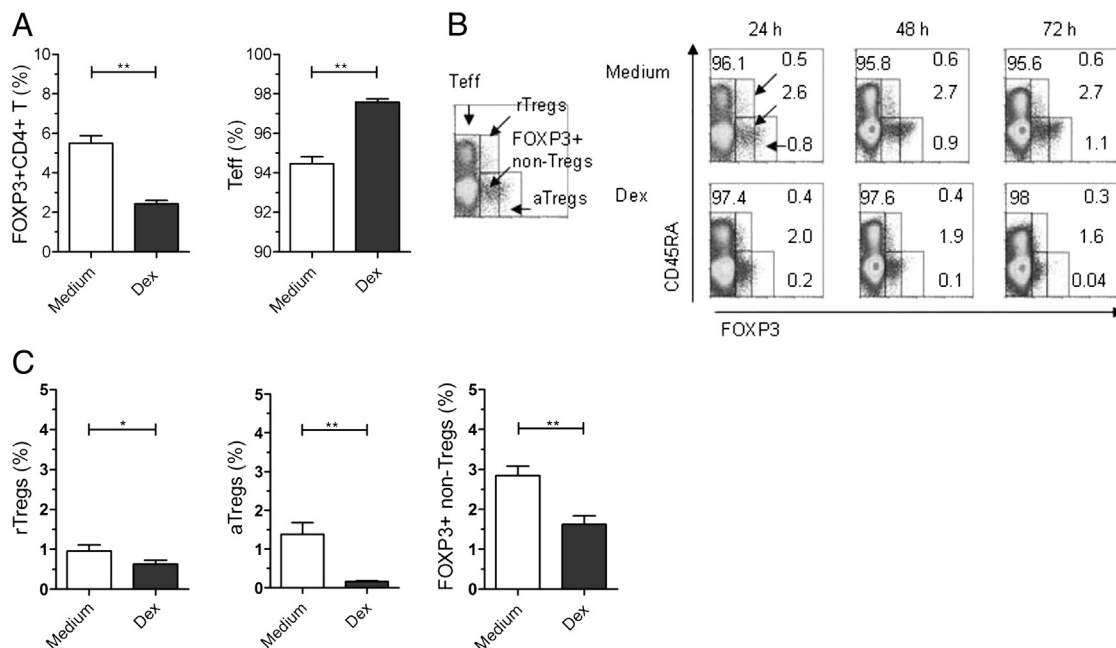 A
FOXP3+CD4+ T (%)
10
8
6
4
2
0
**
Medium
Dex
Teff (%)
100
98
96
94
92
90
**
Medium
Dex
B
Teff
rTregs
FOXP3+
non-Tregs
aTregs
24 h
48 h
72 h
Medium
96.1
0.5
2.6
0.8
95.8
0.6
2.7
0.9
95.6
0.6
2.7
1.1
Dex
97.4
0.4
2.0
0.2
97.6
0.4
1.9
0.1
98
0.3
1.6
0.04
CD45RA
FOXP3
C
rTregs (%)
5
4
3
2
1
0
*
Medium
Dex
aTregs (%)
5
4
3
2
1
0
**
Medium
Dex
FOXP3+ non-Tregs (%)
5
4
3
2
1
0
**
Medium
Dex